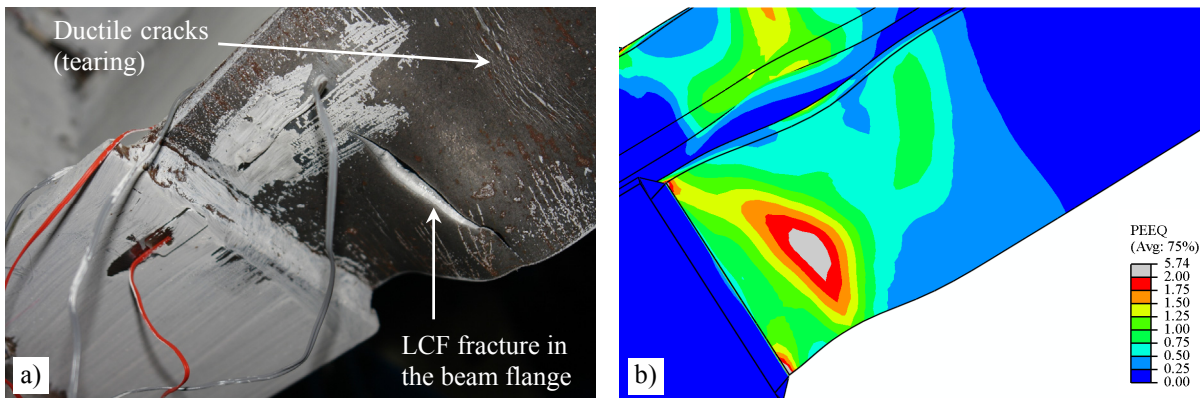 Ductile cracks
(tearing)
LCF fracture in
the beam flange
a)
PEEQ
(Avg: 75%)
5.74
2.00
1.75
1.50
1.25
1.00
0.75
0.50
0.25
0.00
b)